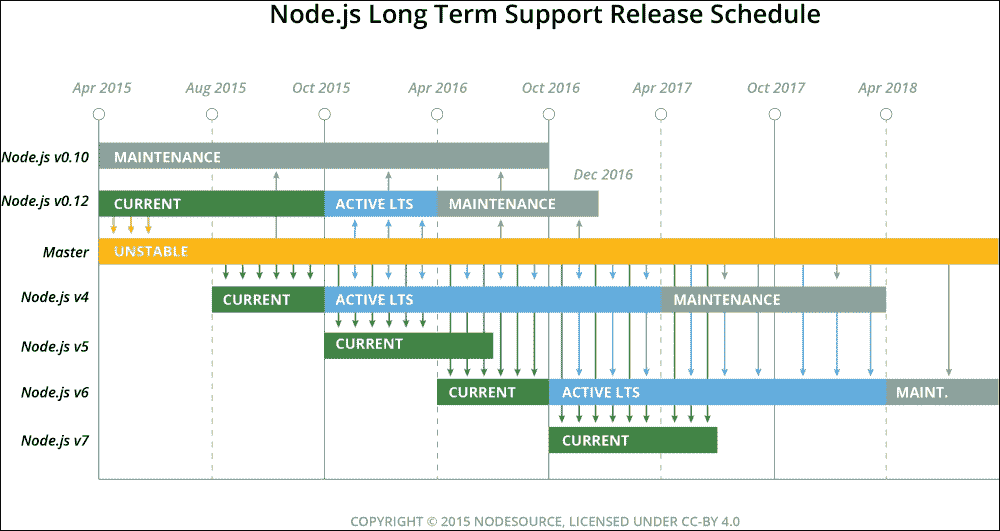 Node.js Long Term Support Release Schedule
Apr 2015 Aug 2015 Oct 2015 Apr 2016 Oct 2016 Apr 2017 Oct 2017 Apr 2018
Node.js v0.10 MAINTENANCE
Dec 2016
Node.js v0.12 CURRENT ACTIVE LTS MAINTENANCE
Master UNSTABLE
Node.js v4 CURRENT ACTIVE LTS MAINTENANCE
Node.js v5 CURRENT
Node.js v6 CURRENT ACTIVE LTS MAINT.
Node.js v7 CURRENT
COPYRIGHT © 2015 NODESOURCE, LICENSED UNDER CC-BY 4.0